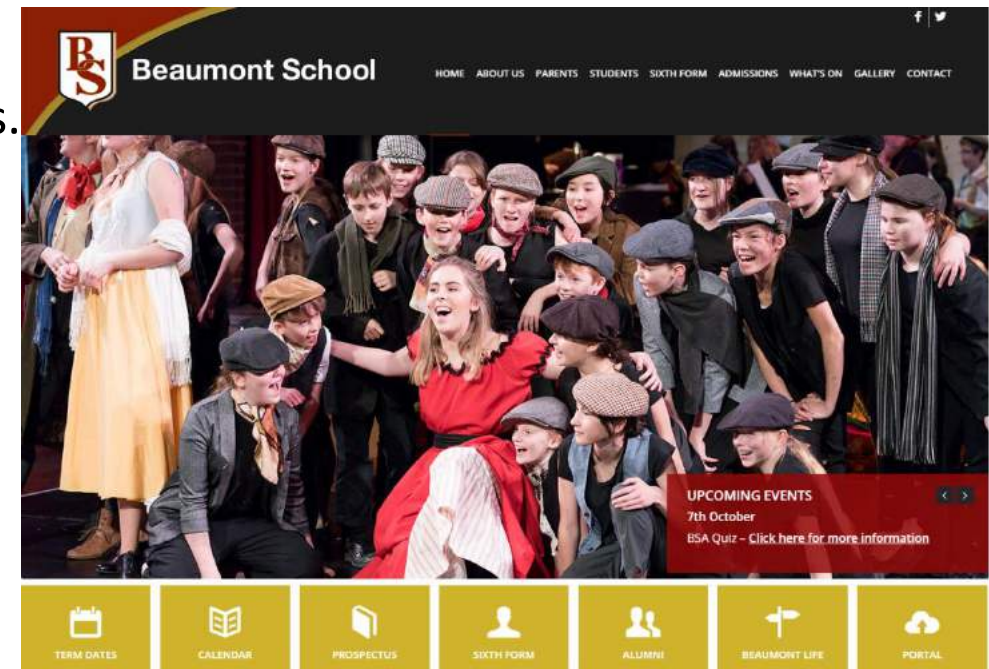 s.
BS
Beaumont School
HOME ABOUT US PARENTS STUDENTS SIXTH FORM ADMISSIONS WHAT'S ON GALLERY CONTACT
UPCOMING EVENTS
7th October
BSA Quiz – Click here for more information
TERM DATES CALENDAR PROSPECTUS SIXTH FORM ALUMNI BEAUMONT LIFE PORTAL